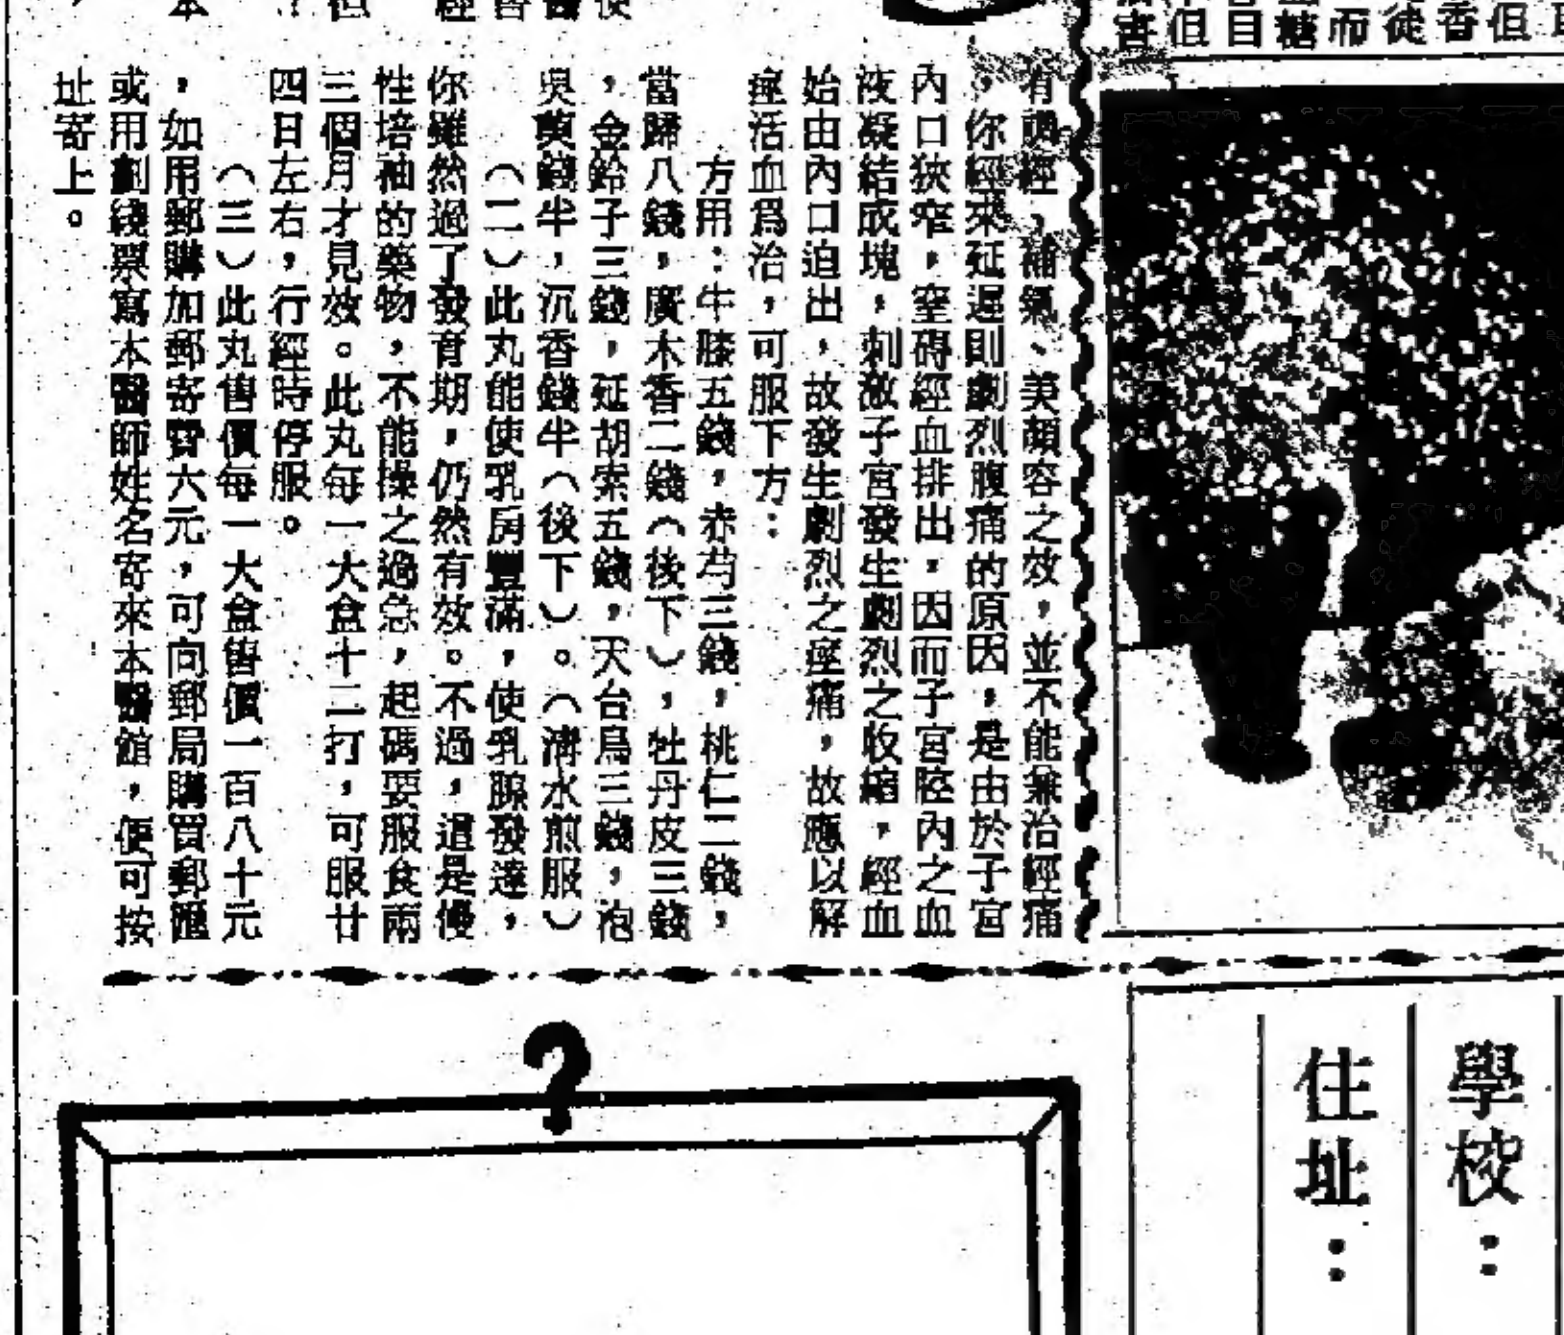 害但目糖而徒香但
有調經、補氣、美顏容之效，並不能兼治經痛
，你經來延遲則劇烈腹痛的原因，是由於子宮
內口狹窄，窒碍經血排出，因而子宮腔內之血
液凝結成塊，刺激子宮發生劇烈之收縮，經血
始由內口迫出，故發生劇烈之痙痛，故應以解
痙活血爲治，可服下方：
方用：牛膝五錢，赤芍三錢，桃仁二錢，
當歸八錢，廣木香二錢（後下），牡丹皮三錢
，金鈴子三錢，延胡索五錢，天台烏三錢，泡
吳萸錢半，沉香錢半（後下）。（清水煎服）
（二）此丸能使乳房豐滿，使乳腺發達，
你雖然過了發育期，仍然有效。不過，這是慢
性培補的藥物，不能操之過急，起碼要服食兩
三個月才見效。此丸每一大盒十二打，可服廿
四日左右，行經時停服。
（三）此丸售價每一大盒售價一百八十元
，如用郵購加郵寄費六元，可向郵局購買郵匯
或用劃綫票寫本醫師姓名寄來本醫館，便可按
址寄上。
學校：
住址：
?